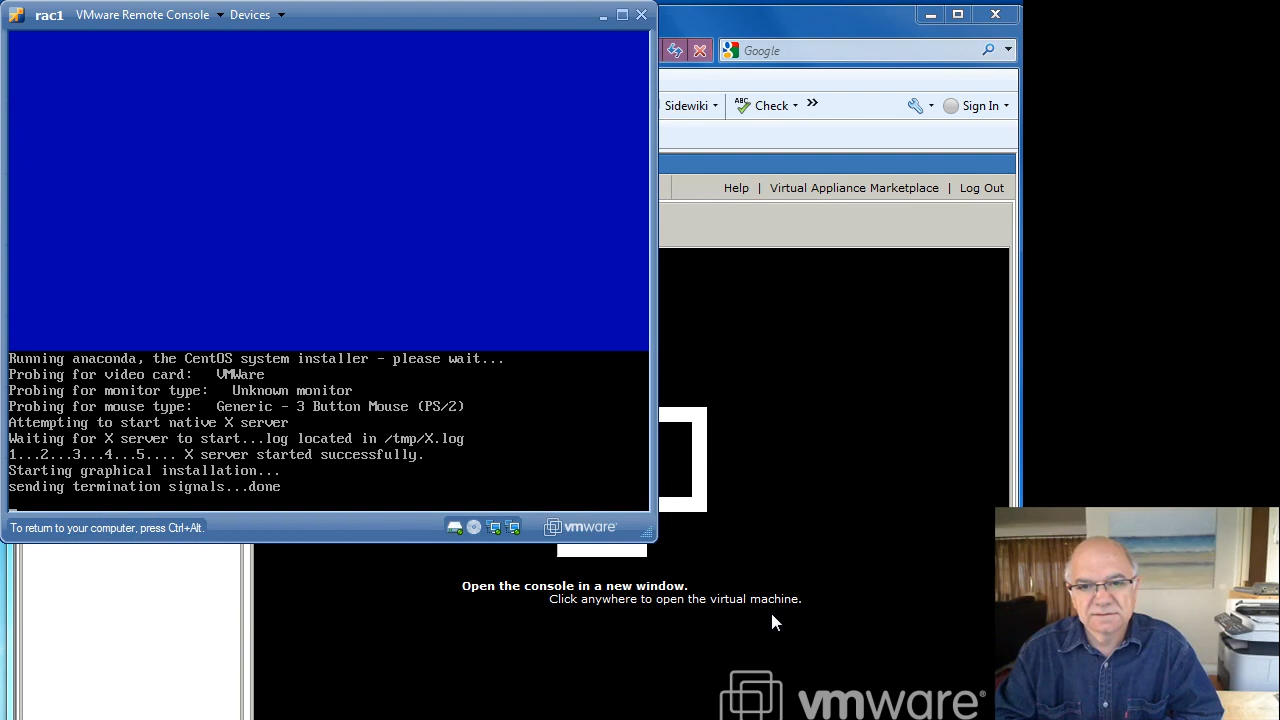 rac1 VMware Remote Console Devices
Google
Sidewiki ABC Check » Sign In
Help | Virtual Appliance Marketplace | Log Out
Running anaconda, the CentOS system installer - please wait...
Probing for video card:   VMWare
Probing for monitor type:   Unknown monitor
Probing for mouse type:   Generic - 3 Button Mouse (PS/2)
Attempting to start native X server
Waiting for X server to start...log located in /tmp/X.log
1...2...3...4...5.... X server started successfully.
Starting graphical installation...
sending termination signals...done
To return to your computer, press Ctrl+Alt.
vmware
Open the console in a new window.
Click anywhere to open the virtual machine.
vmware®